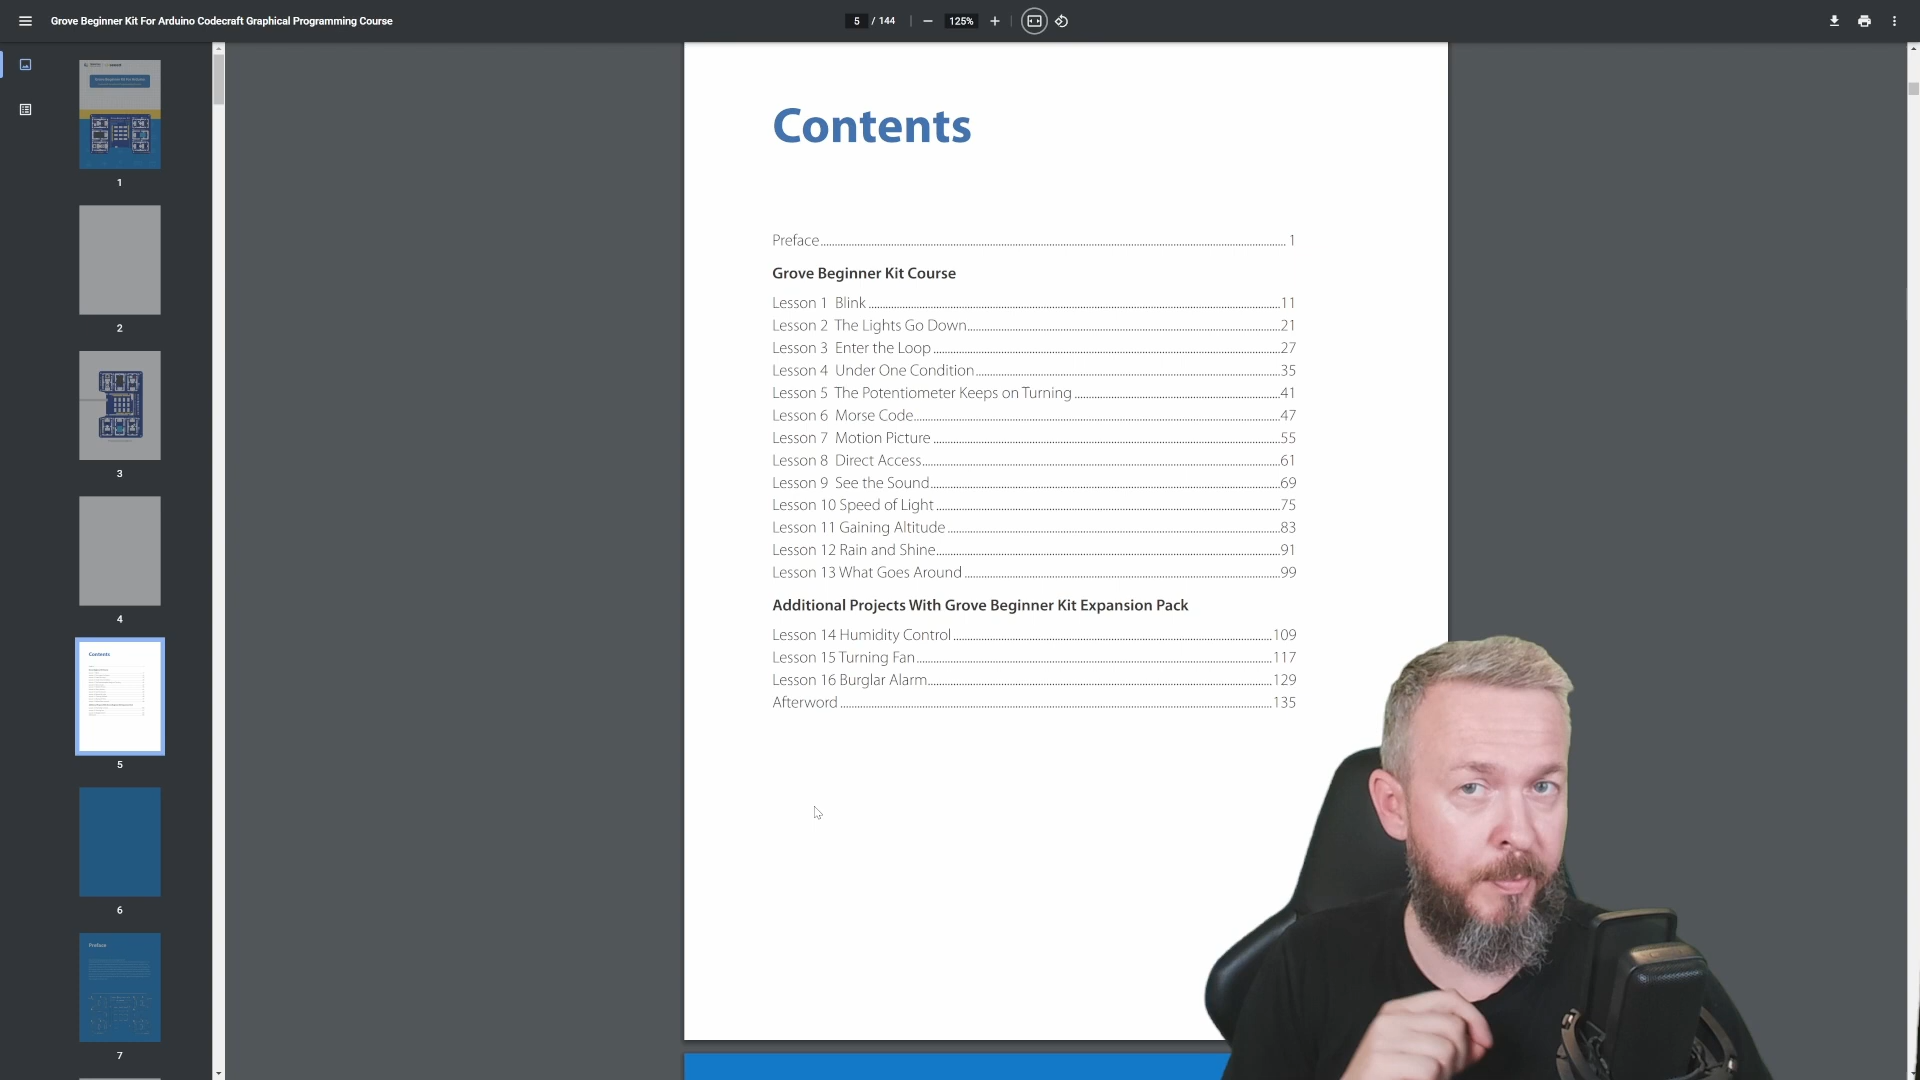 Grove Beginner Kit For Arduino Codecraft Graphical Programming Course
5 / 144
125%
1
2
3
4
Contents
5
6
Preface
7
Contents
Preface 1
Grove Beginner Kit Course
Lesson 1 Blink 11
Lesson 2 The Lights Go Down 21
Lesson 3 Enter the Loop 27
Lesson 4 Under One Condition 35
Lesson 5 The Potentiometer Keeps on Turning 41
Lesson 6 Morse Code 47
Lesson 7 Motion Picture 55
Lesson 8 Direct Access 61
Lesson 9 See the Sound 69
Lesson 10 Speed of Light 75
Lesson 11 Gaining Altitude 83
Lesson 12 Rain and Shine 91
Lesson 13 What Goes Around 99
Additional Projects With Grove Beginner Kit Expansion Pack
Lesson 14 Humidity Control 109
Lesson 15 Turning Fan 117
Lesson 16 Burglar Alarm 129
Afterword 135